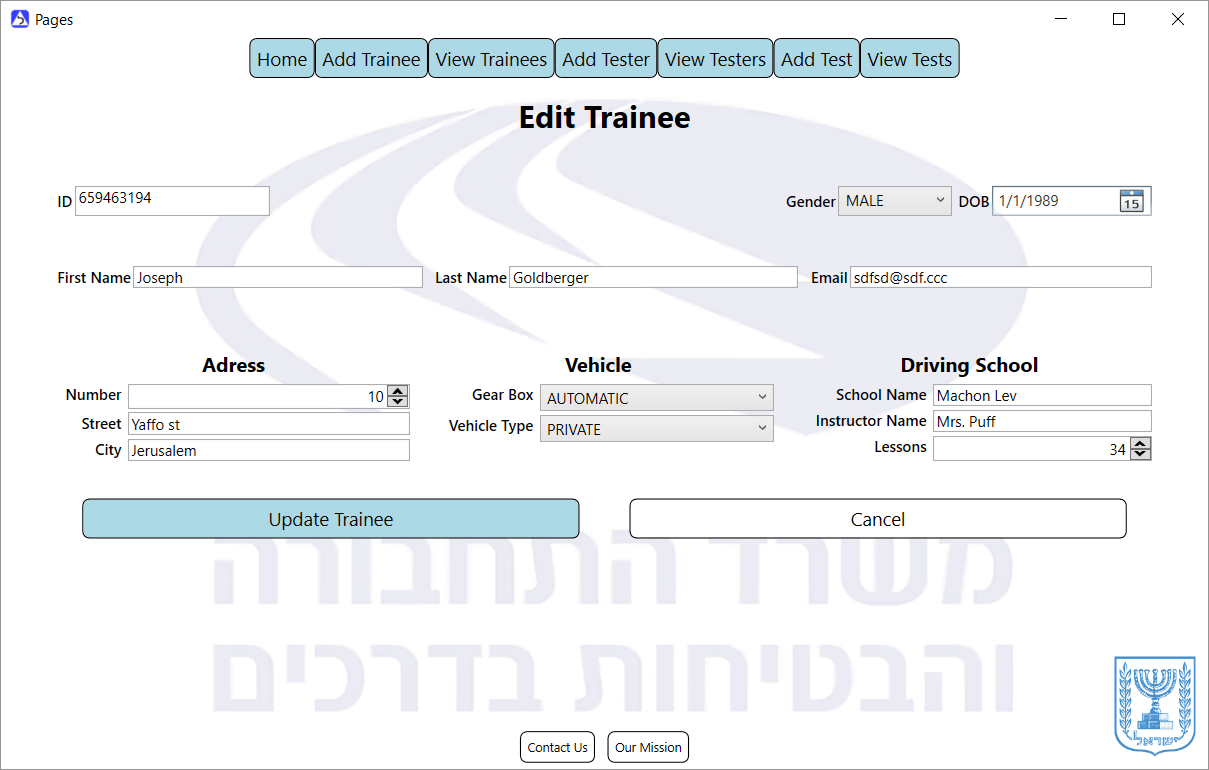 Pages
Home Add Trainee View Trainees Add Tester View Testers Add Test View Tests
Edit Trainee
ID 659463194 Gender MALE DOB 1/1/1989 15
First Name Joseph Last Name Goldberger Email sdfsd@sdf.ccc
Adress Vehicle Driving School
Number 10 Gear Box AUTOMATIC School Name Machon Lev
Street Yaffo st Vehicle Type PRIVATE Instructor Name Mrs. Puff
City Jerusalem Lessons 34
Update Trainee Cancel
משרד התחבורה
והבטיחות בדרכים
ישראל
Contact Us Our Mission